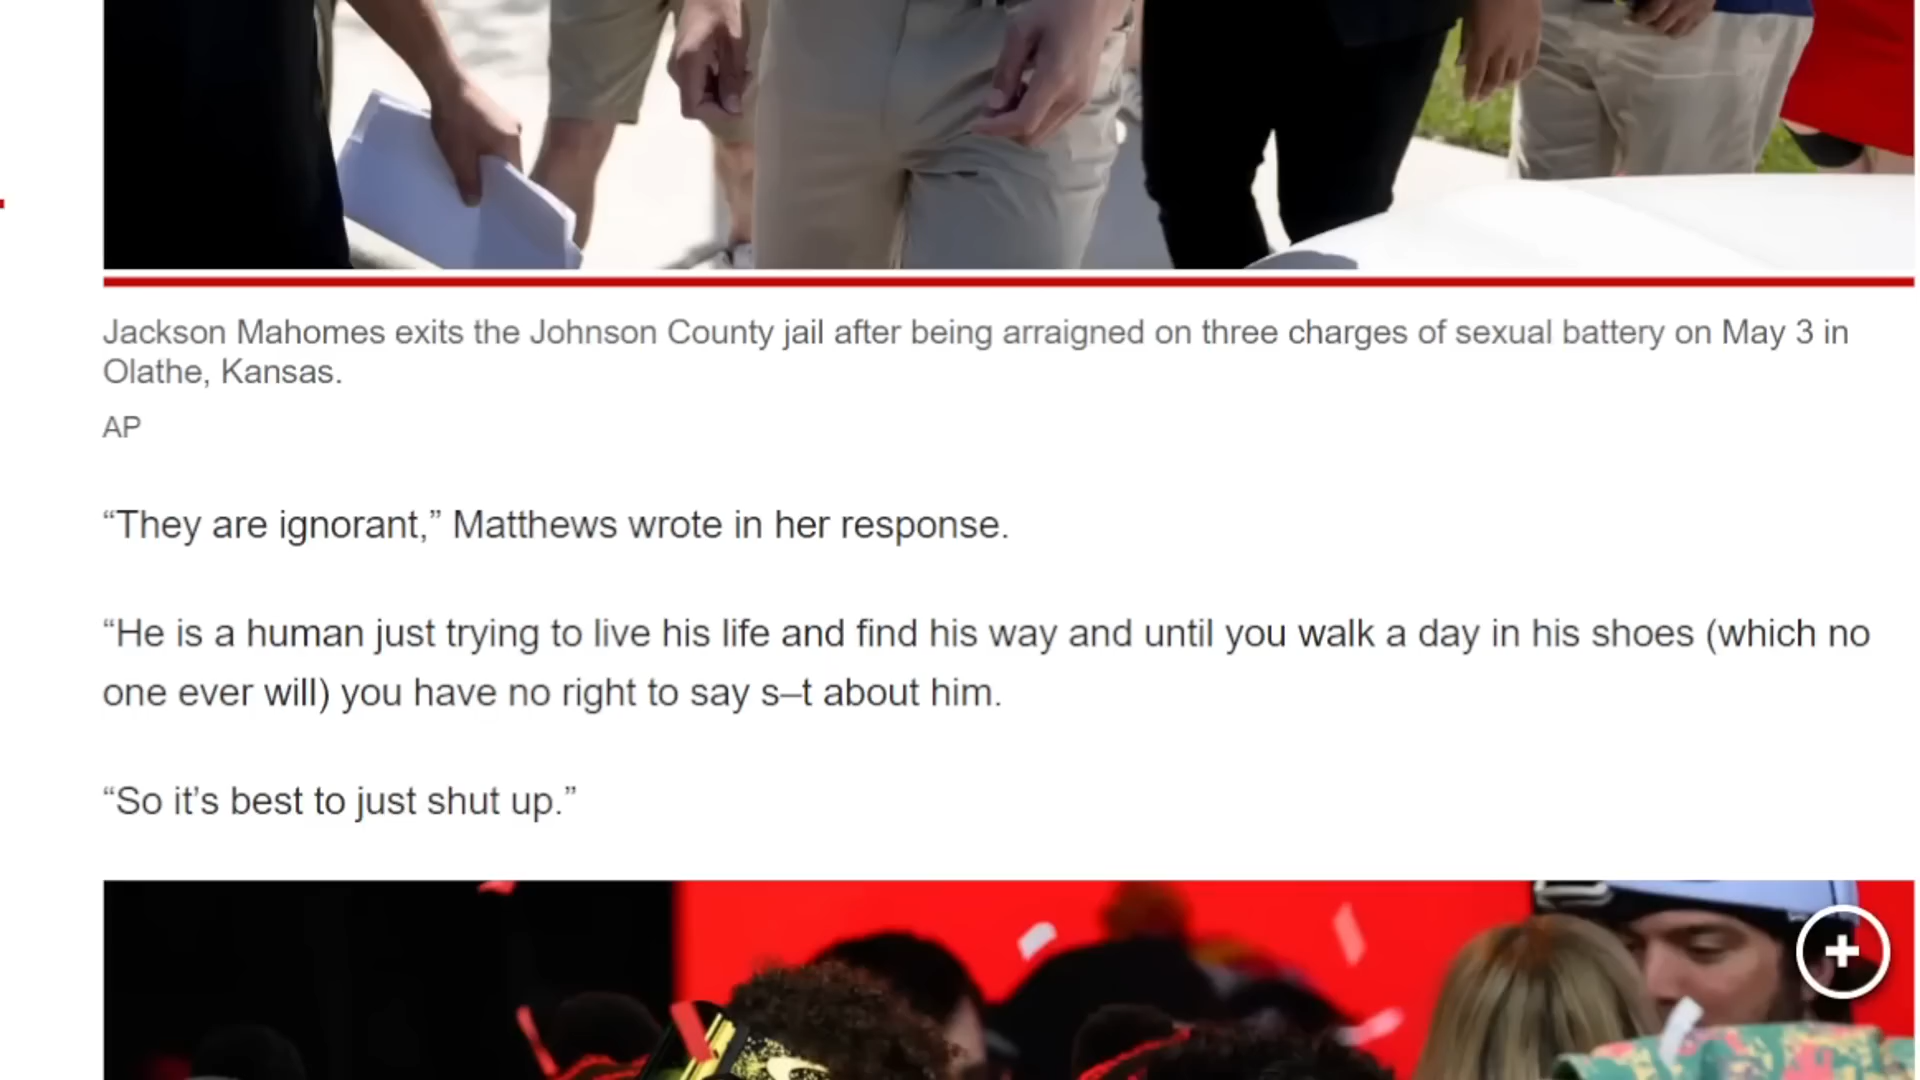 Jackson Mahomes exits the Johnson County jail after being arraigned on three charges of sexual battery on May 3 in
Olathe, Kansas.
AP
“They are ignorant,” Matthews wrote in her response.
“He is a human just trying to live his life and find his way and until you walk a day in his shoes (which no
one ever will) you have no right to say s–t about him.
“So it’s best to just shut up.”